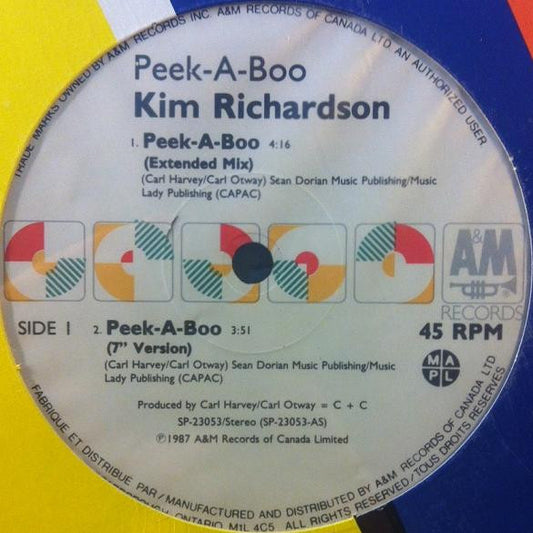 TRADE MARKS OWNED BY A&M RECORDS INC. A&M RECORDS OF CANADA LTD AN AUTHORIZED USER
Peek-A-Boo
Kim Richardson
1. Peek-A-Boo 4:16
(Extended Mix)
(Carl Harvey/Carl Otway) Sean Dorian Music Publishing/Music
Lady Publishing (CAPAC)
A&M
RECORDS
SIDE 1
2. Peek-A-Boo 3:51
45 RPM
(7" Version)
(Carl Harvey/Carl Otway) Sean Dorian Music Publishing/Music
Lady Publishing (CAPAC)
M A
P L
Produced by Carl Harvey/Carl Otway = C + C
SP-23053/Stereo (SP-23053-AS)
℗1987 A&M Records of Canada Limited
FABRIQUE ET DISTRIBUE PAR/MANUFACTURED AND DISTRIBUTED BY A&M RECORDS OF CANADA LTD
ONTARIO M1L 4C5 ALL RIGHTS RESERVED/TOUS DROITS RESERVES